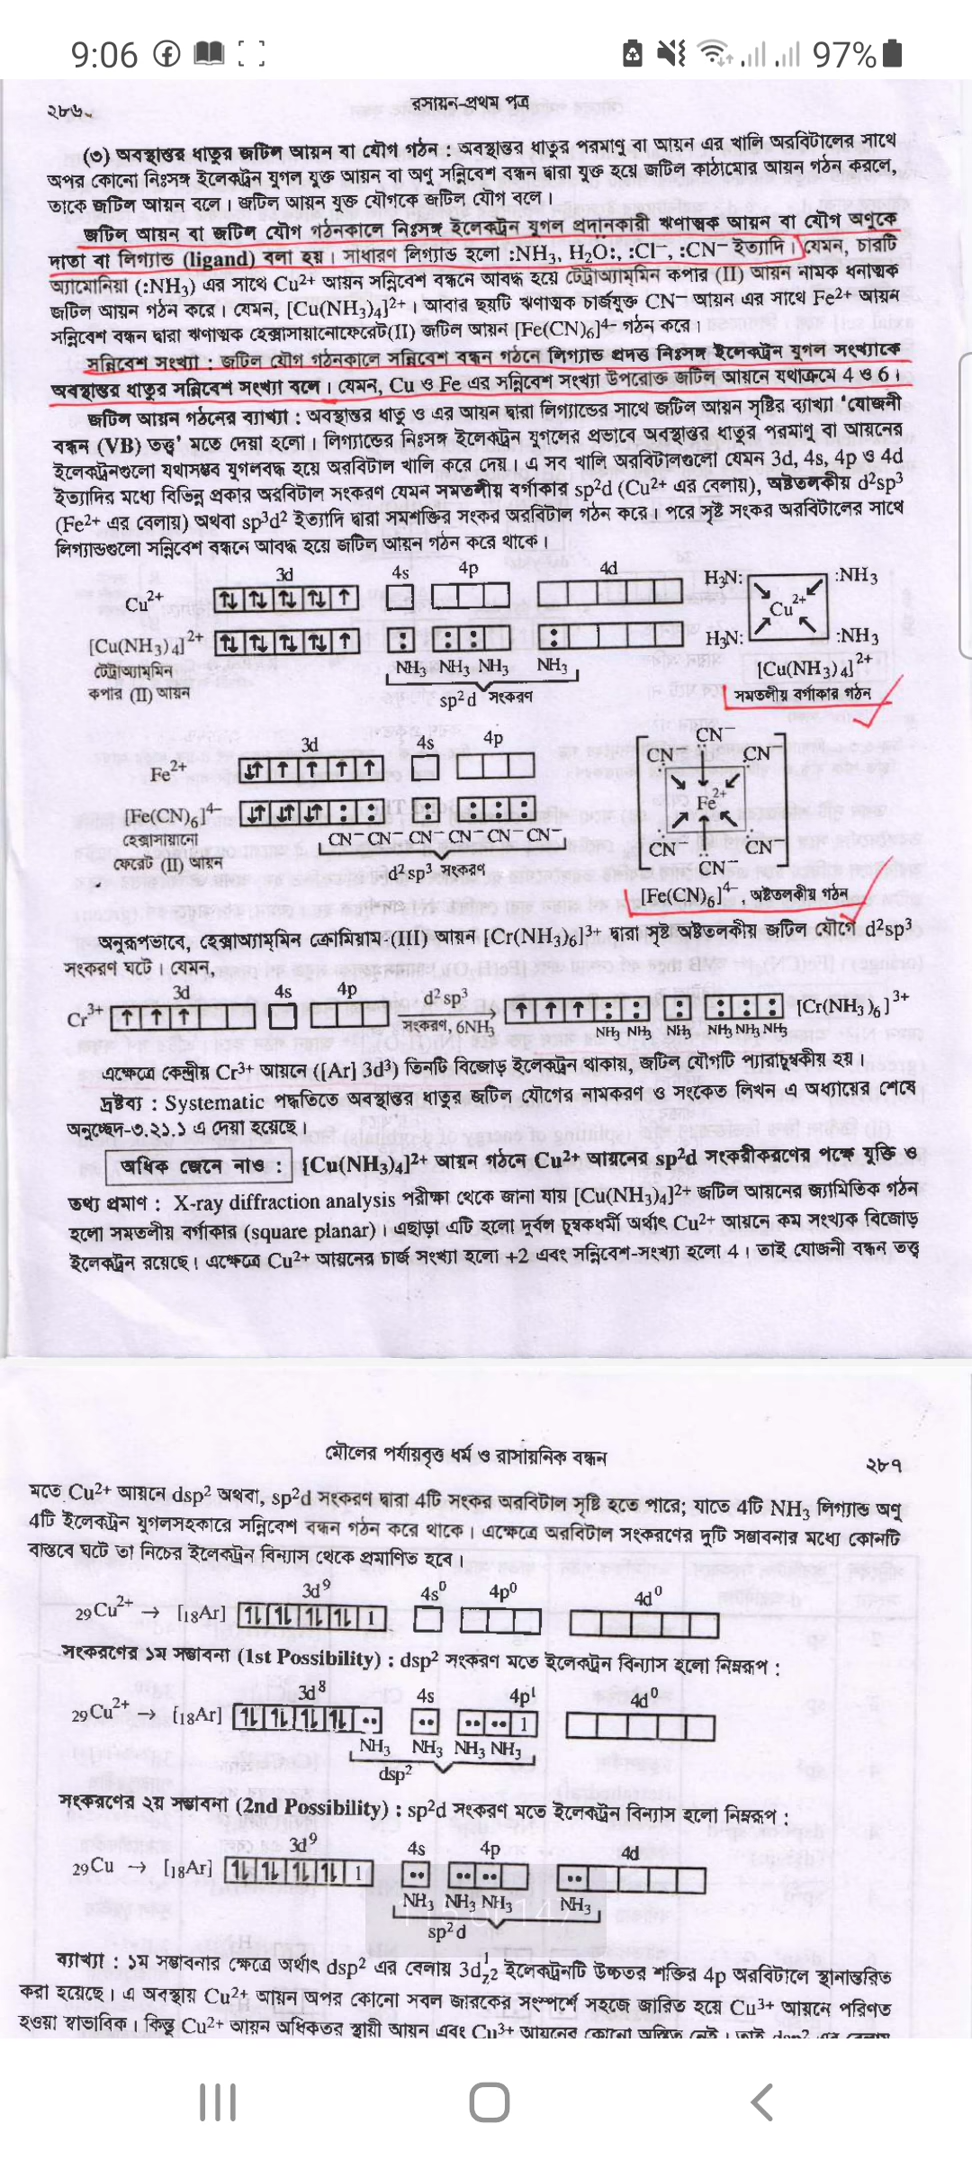 9:06
97%
২৮৬
রসায়ন-প্রথম পত্র
(৩) অবস্থান্তর ধাতুর জটিল আয়ন বা যৌগ গঠন : অবস্থান্তর ধাতুর পরমাণু বা আয়ন এর খালি অরবিটালের সাথে
অপর কোনো নিঃসঙ্গ ইলেকট্রন যুগল যুক্ত আয়ন বা অণু সন্নিবেশ বন্ধন দ্বারা যুক্ত হয়ে জটিল কাঠামোর আয়ন গঠন করলে,
তাকে জটিল আয়ন বলে। জটিল আয়ন যুক্ত যৌগকে জটিল যৌগ বলে।
জটিল আয়ন বা জটিল যৌগ গঠনকালে নিঃসঙ্গ ইলেকট্রন যুগল প্রদানকারী ঋণাত্মক আয়ন বা যৌগ অণুকে
দাতা বা লিগ্যান্ড (ligand) বলা হয়। সাধারণ লিগ্যান্ড হলো :NH₃, H₂O:, :Cl⁻, :CN⁻ ইত্যাদি। যেমন, চারটি
অ্যামোনিয়া (:NH₃) এর সাথে Cu²⁺ আয়ন সন্নিবেশ বন্ধনে আবদ্ধ হয়ে টেট্রাঅ্যাম্মিন কপার (II) আয়ন নামক ধনাত্মক
জটিল আয়ন গঠন করে। যেমন, [Cu(NH₃)₄]²⁺। আবার ছয়টি ঋণাত্মক চার্জযুক্ত CN⁻ আয়ন এর সাথে Fe²⁺ আয়ন
সন্নিবেশ বন্ধন দ্বারা ঋণাত্মক হেক্সাসায়ানোফেরেট(II) জটিল আয়ন [Fe(CN)₆]⁴⁻ গঠন করে।
সন্নিবেশ সংখ্যা : জটিল যৌগ গঠনকালে সন্নিবেশ বন্ধন গঠনে লিগ্যান্ড প্রদত্ত নিঃসঙ্গ ইলেকট্রন যুগল সংখ্যাকে
অবস্থান্তর ধাতুর সন্নিবেশ সংখ্যা বলে। যেমন, Cu ও Fe এর সন্নিবেশ সংখ্যা উপরোক্ত জটিল আয়নে যথাক্রমে 4 ও 6।
জটিল আয়ন গঠনের ব্যাখ্যা : অবস্থান্তর ধাতু ও এর আয়ন দ্বারা লিগ্যান্ডের সাথে জটিল আয়ন সৃষ্টির ব্যাখ্যা 'যোজনী
বন্ধন (VB) তত্ত্ব' মতে দেয়া হলো। লিগ্যান্ডের নিঃসঙ্গ ইলেকট্রন যুগলের প্রভাবে অবস্থান্তর ধাতুর পরমাণু বা আয়নের
ইলেকট্রনগুলো যথাসম্ভব যুগলবদ্ধ হয়ে অরবিটাল খালি করে দেয়। এ সব খালি অরবিটালগুলো যেমন 3d, 4s, 4p ও 4d
ইত্যাদির মধ্যে বিভিন্ন প্রকার অরবিটাল সংকরণ যেমন সমতলীয় বর্গাকার sp²d (Cu²⁺ এর বেলায়), অষ্টতলকীয় d²sp³
(Fe²⁺ এর বেলায়) অথবা sp³d² ইত্যাদি দ্বারা সমশক্তির সংকর অরবিটাল গঠন করে। পরে সৃষ্ট সংকর অরবিটালের সাথে
লিগ্যান্ডগুলো সন্নিবেশ বন্ধনে আবদ্ধ হয়ে জটিল আয়ন গঠন করে থাকে।
3d 4s 4p 4d
Cu²⁺ ↿⇂ ↿⇂ ↿⇂ ↿⇂ ↑
H₃N: :NH₃
Cu²⁺
H₃N: :NH₃
[Cu(NH₃)₄]²⁺ ↿⇂ ↿⇂ ↿⇂ ↿⇂ ↑ : : : :
টেট্রাঅ্যাম্মিন
কপার (II) আয়ন
NH₃ NH₃ NH₃ NH₃
sp²d সংকরণ
[Cu(NH₃)₄]²⁺
সমতলীয় বর্গাকার গঠন
3d 4s 4p
Fe²⁺ ↓↑ ↑ ↑ ↑ ↑
[Fe(CN)₆]⁴⁻ ↓↑ ↓↑ ↓↑ : : : : : :
হেক্সাসায়ানো
ফেরেট (II) আয়ন
CN⁻ CN⁻ CN⁻ CN⁻ CN⁻ CN⁻
d²sp³ সংকরণ
CN⁻
CN⁻ CN⁻
Fe²⁺
CN⁻ CN⁻
CN⁻
[Fe(CN)₆]⁴⁻, অষ্টতলকীয় গঠন
অনুরূপভাবে, হেক্সাঅ্যাম্মিন ক্রোমিয়াম-(III) আয়ন [Cr(NH₃)₆]³⁺ দ্বারা সৃষ্ট অষ্টতলকীয় জটিল যৌগে d²sp³
সংকরণ ঘটে। যেমন,
3d 4s 4p
Cr³⁺ ↑ ↑ ↑
d²sp³
সংকরণ, 6NH₃
↑ ↑ ↑ : : : : : : [Cr(NH₃)₆]³⁺
NH₃ NH₃ NH₃ NH₃ NH₃ NH₃
এক্ষেত্রে কেন্দ্রীয় Cr³⁺ আয়নে ([Ar] 3d³) তিনটি বিজোড় ইলেকট্রন থাকায়, জটিল যৌগটি প্যারাচুম্বকীয় হয়।
দ্রষ্টব্য : Systematic পদ্ধতিতে অবস্থান্তর ধাতুর জটিল যৌগের নামকরণ ও সংকেত লিখন এ অধ্যায়ের শেষে
অনুচ্ছেদ-৩.২১.১ এ দেয়া হয়েছে।
অধিক জেনে নাও : [Cu(NH₃)₄]²⁺ আয়ন গঠনে Cu²⁺ আয়নের sp²d সংকরীকরণের পক্ষে যুক্তি ও
তথ্য প্রমাণ : X-ray diffraction analysis পরীক্ষা থেকে জানা যায় [Cu(NH₃)₄]²⁺ জটিল আয়নের জ্যামিতিক গঠন
হলো সমতলীয় বর্গাকার (square planar)। এছাড়া এটি হলো দুর্বল চুম্বকধর্মী অর্থাৎ Cu²⁺ আয়নে কম সংখ্যক বিজোড়
ইলেকট্রন রয়েছে। এক্ষেত্রে Cu²⁺ আয়নের চার্জ সংখ্যা হলো +2 এবং সন্নিবেশ-সংখ্যা হলো 4। তাই যোজনী বন্ধন তত্ত্ব
মৌলের পর্যায়বৃত্ত ধর্ম ও রাসায়নিক বন্ধন
২৮৭
মতে Cu²⁺ আয়নে dsp² অথবা, sp²d সংকরণ দ্বারা 4টি সংকর অরবিটাল সৃষ্টি হতে পারে; যাতে 4টি NH₃ লিগ্যান্ড অণু
4টি ইলেকট্রন যুগলসহকারে সন্নিবেশ বন্ধন গঠন করে থাকে। এক্ষেত্রে অরবিটাল সংকরণের দুটি সম্ভাবনার মধ্যে কোনটি
বাস্তবে ঘটে তা নিচের ইলেকট্রন বিন্যাস থেকে প্রমাণিত হবে।
3d⁹ 4s⁰ 4p⁰ 4d⁰
₂₉Cu²⁺ → [₁₈Ar] 1l 1l 1l 1l 1
সংকরণের ১ম সম্ভাবনা (1st Possibility) : dsp² সংকরণ মতে ইলেকট্রন বিন্যাস হলো নিম্নরূপ :
3d⁸ 4s 4p¹ 4d⁰
₂₉Cu²⁺ → [₁₈Ar] 1l 1l 1l 1l •• •• •• •• 1
NH₃ NH₃ NH₃ NH₃
dsp²
সংকরণের ২য় সম্ভাবনা (2nd Possibility) : sp²d সংকরণ মতে ইলেকট্রন বিন্যাস হলো নিম্নরূপ :
3d⁹ 4s 4p 4d
₂₉Cu → [₁₈Ar] 1l 1l 1l 1l 1 •• •• •• ••
NH₃ NH₃ NH₃ NH₃
sp²d
ব্যাখ্যা : ১ম সম্ভাবনার ক্ষেত্রে অর্থাৎ dsp² এর বেলায় 3d¹z² ইলেকট্রনটি উচ্চতর শক্তির 4p অরবিটালে স্থানান্তরিত
করা হয়েছে। এ অবস্থায় Cu²⁺ আয়ন অপর কোনো সবল জারকের সংস্পর্শে সহজে জারিত হয়ে Cu³⁺ আয়নে পরিণত
হওয়া স্বাভাবিক। কিন্তু Cu²⁺ আয়ন অধিকতর স্থায়ী আয়ন এবং Cu³⁺ আয়নের কোনো অস্তিত্ব নেই। তাই dsp² এর বেলায়